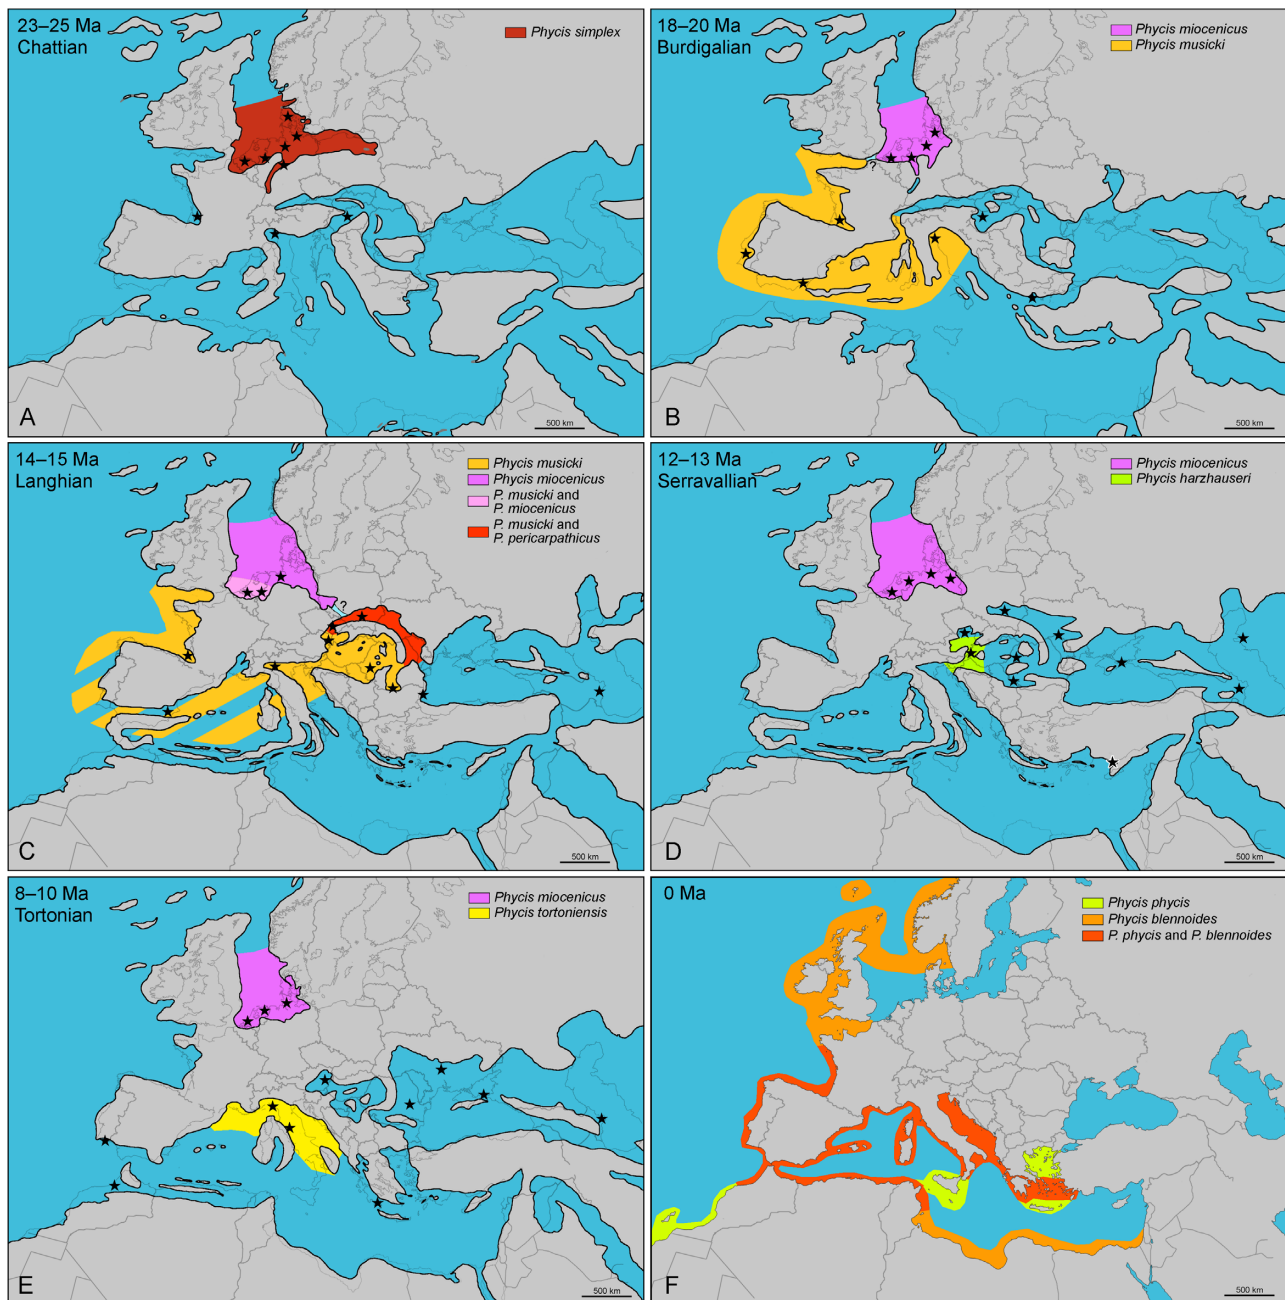 23–25 Ma
Chattian
Phycis simplex
A
500 km
18–20 Ma
Burdigalian
Phycis miocenicus
Phycis musicki
?
B
500 km
14–15 Ma
Langhian
Phycis musicki
Phycis miocenicus
P. musicki and
P. miocenicus
P. musicki and
P. pericarpathicus
?
C
500 km
12–13 Ma
Serravallian
Phycis miocenicus
Phycis harzhauseri
D
500 km
8–10 Ma
Tortonian
Phycis miocenicus
Phycis tortoniensis
E
500 km
0 Ma
Phycis phycis
Phycis blennoides
P. phycis and P. blennoides
F
500 km